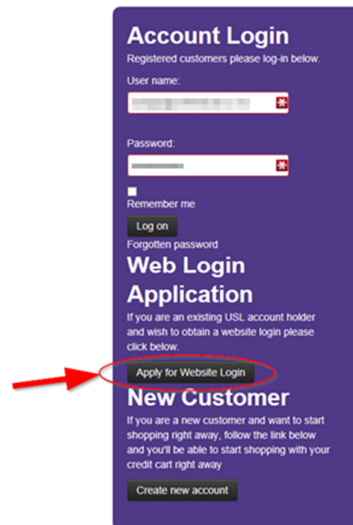 Account Login
Registered customers please log-in below.
User name:
Password:
Remember me
Log on
Forgotten password
Web Login
Application
If you are an existing USL account holder
and wish to obtain a website login please
click below.
Apply for Website Login
New Customer
If you are a new customer and want to start
shopping right away, follow the link below
and you'll be able to start shopping with your
credit cart right away
Create new account